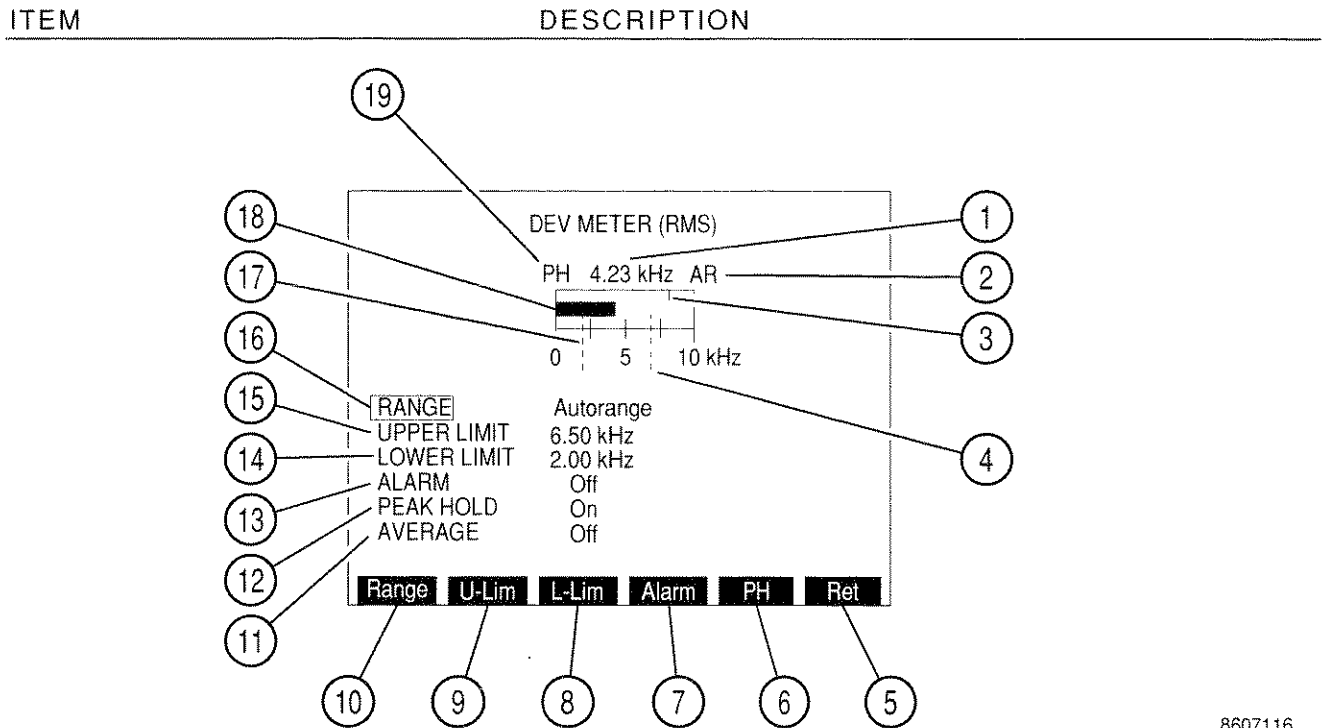 ITEM DESCRIPTION
19
18
17
16
15
14
13
12
11
DEV METER (RMS)
PH 4.23 kHz AR
0 5 10 kHz
RANGE Autorange
UPPER LIMIT 6.50 kHz
LOWER LIMIT 2.00 kHz
ALARM Off
PEAK HOLD On
AVERAGE Off
Range U-Lim L-Lim Alarm PH Ret
1
2
3
4
10 9 8 7 6 5
8607116